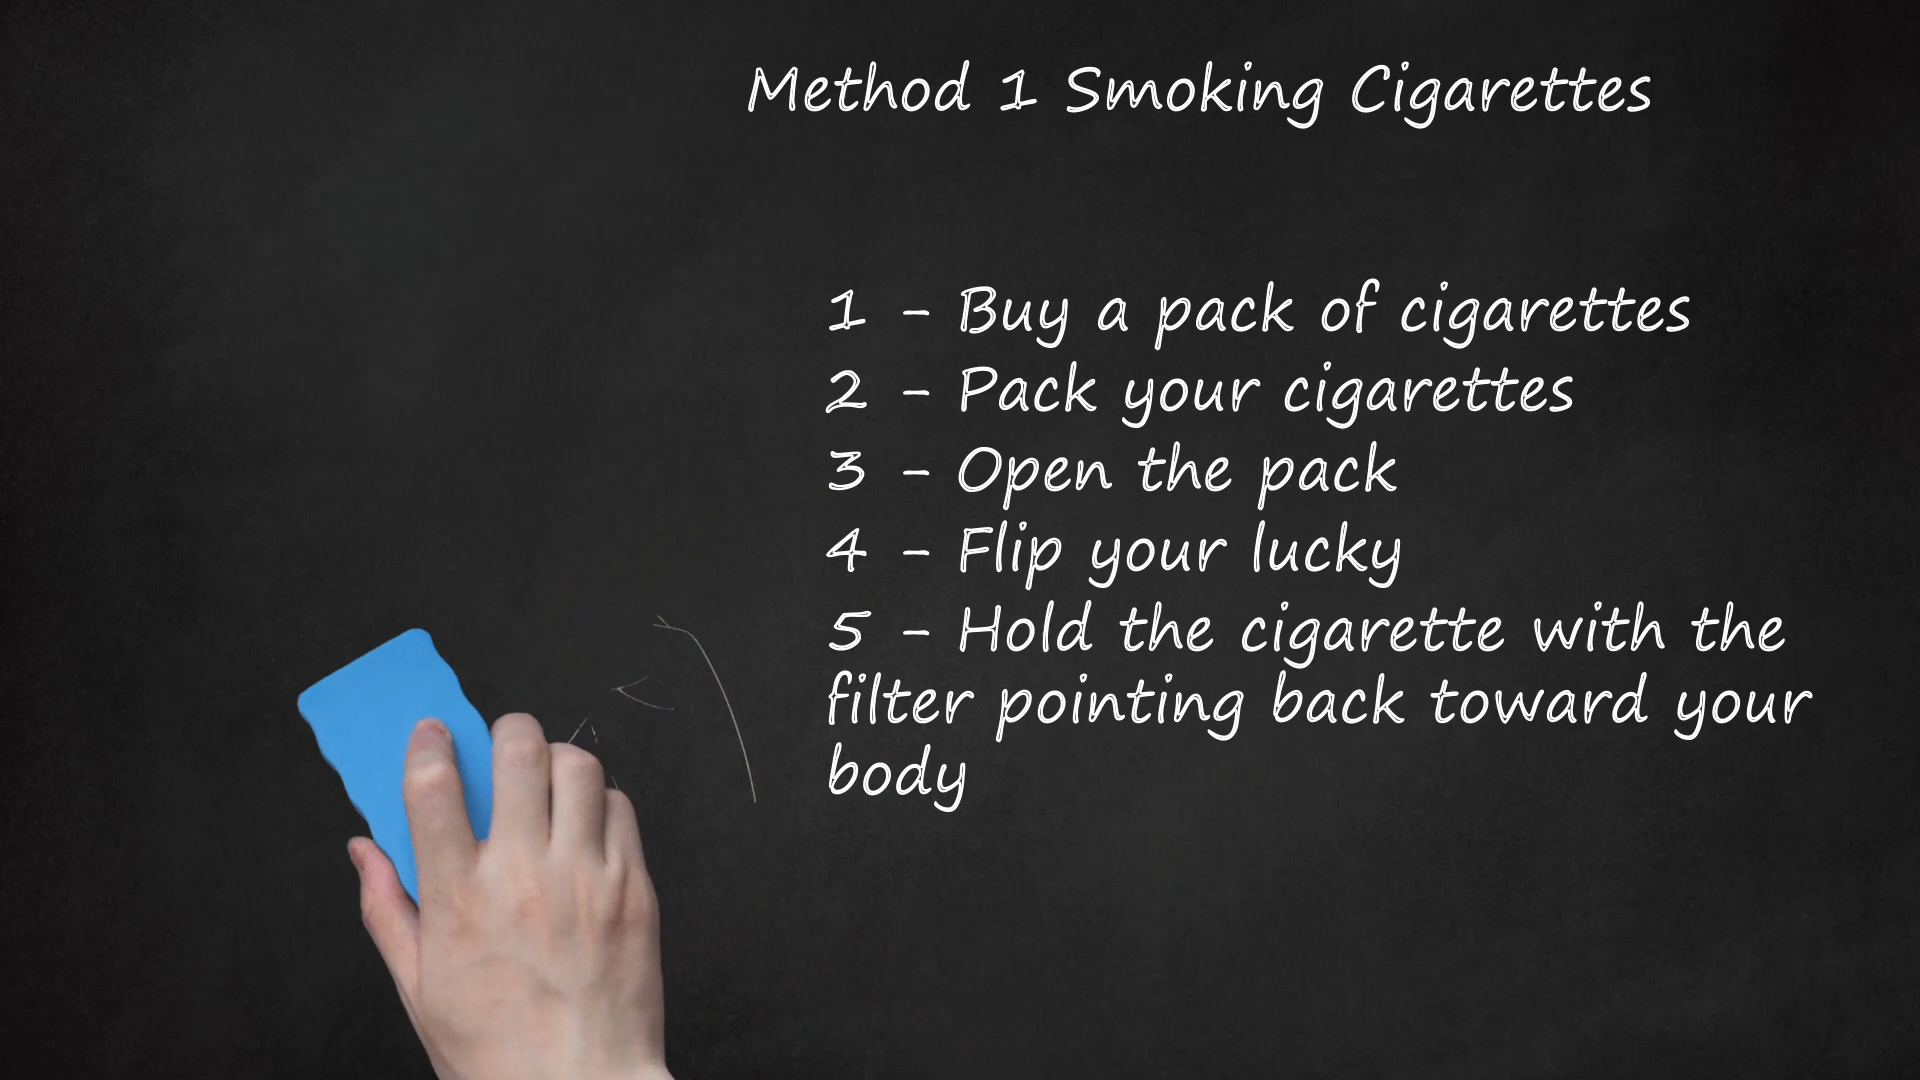 Method 1 Smoking Cigarettes
1 - Buy a pack of cigarettes
2 - Pack your cigarettes
3 - Open the pack
4 - Flip your lucky
5 - Hold the cigarette with the
filter pointing back toward your
body